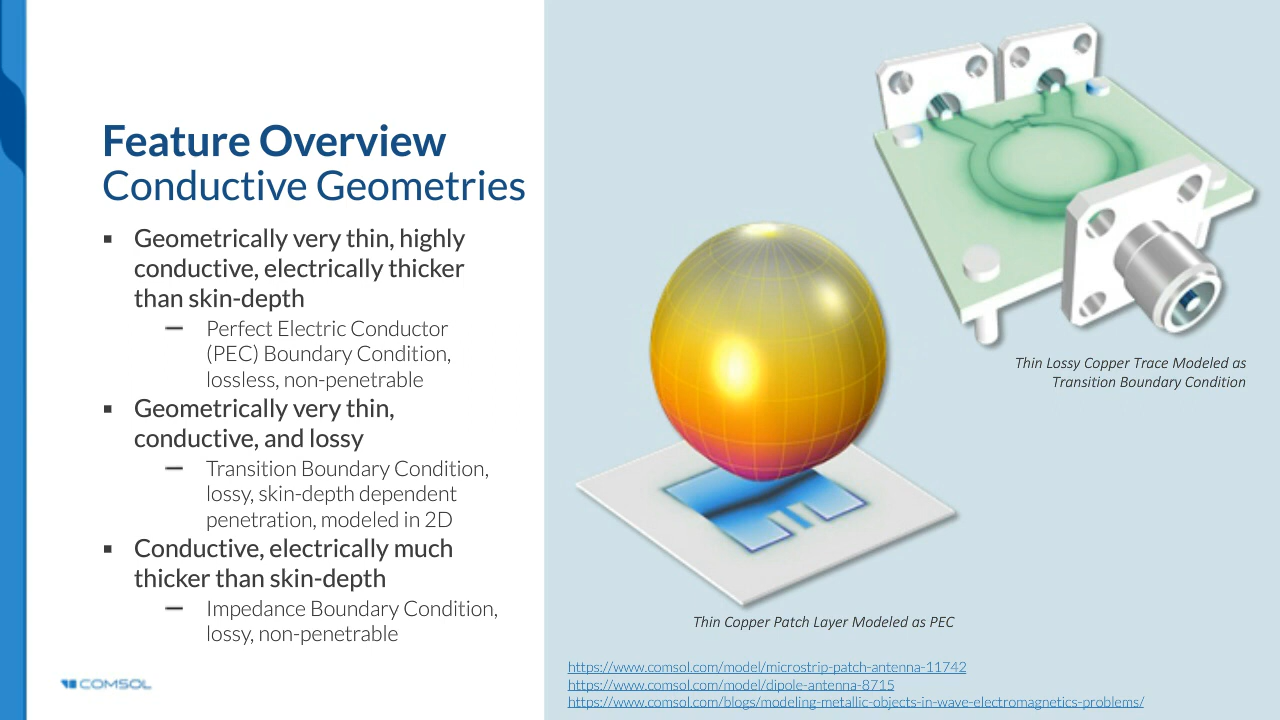 Feature Overview
Conductive Geometries
▪ Geometrically very thin, highly
conductive, electrically thicker
than skin-depth
— Perfect Electric Conductor
(PEC) Boundary Condition,
lossless, non-penetrable
▪ Geometrically very thin,
conductive, and lossy
— Transition Boundary Condition,
lossy, skin-depth dependent
penetration, modeled in 2D
▪ Conductive, electrically much
thicker than skin-depth
— Impedance Boundary Condition,
lossy, non-penetrable
COMSOL
Thin Lossy Copper Trace Modeled as
Transition Boundary Condition
Thin Copper Patch Layer Modeled as PEC
https://www.comsol.com/model/microstrip-patch-antenna-11742
https://www.comsol.com/model/dipole-antenna-8715
https://www.comsol.com/blogs/modeling-metallic-objects-in-wave-electromagnetics-problems/